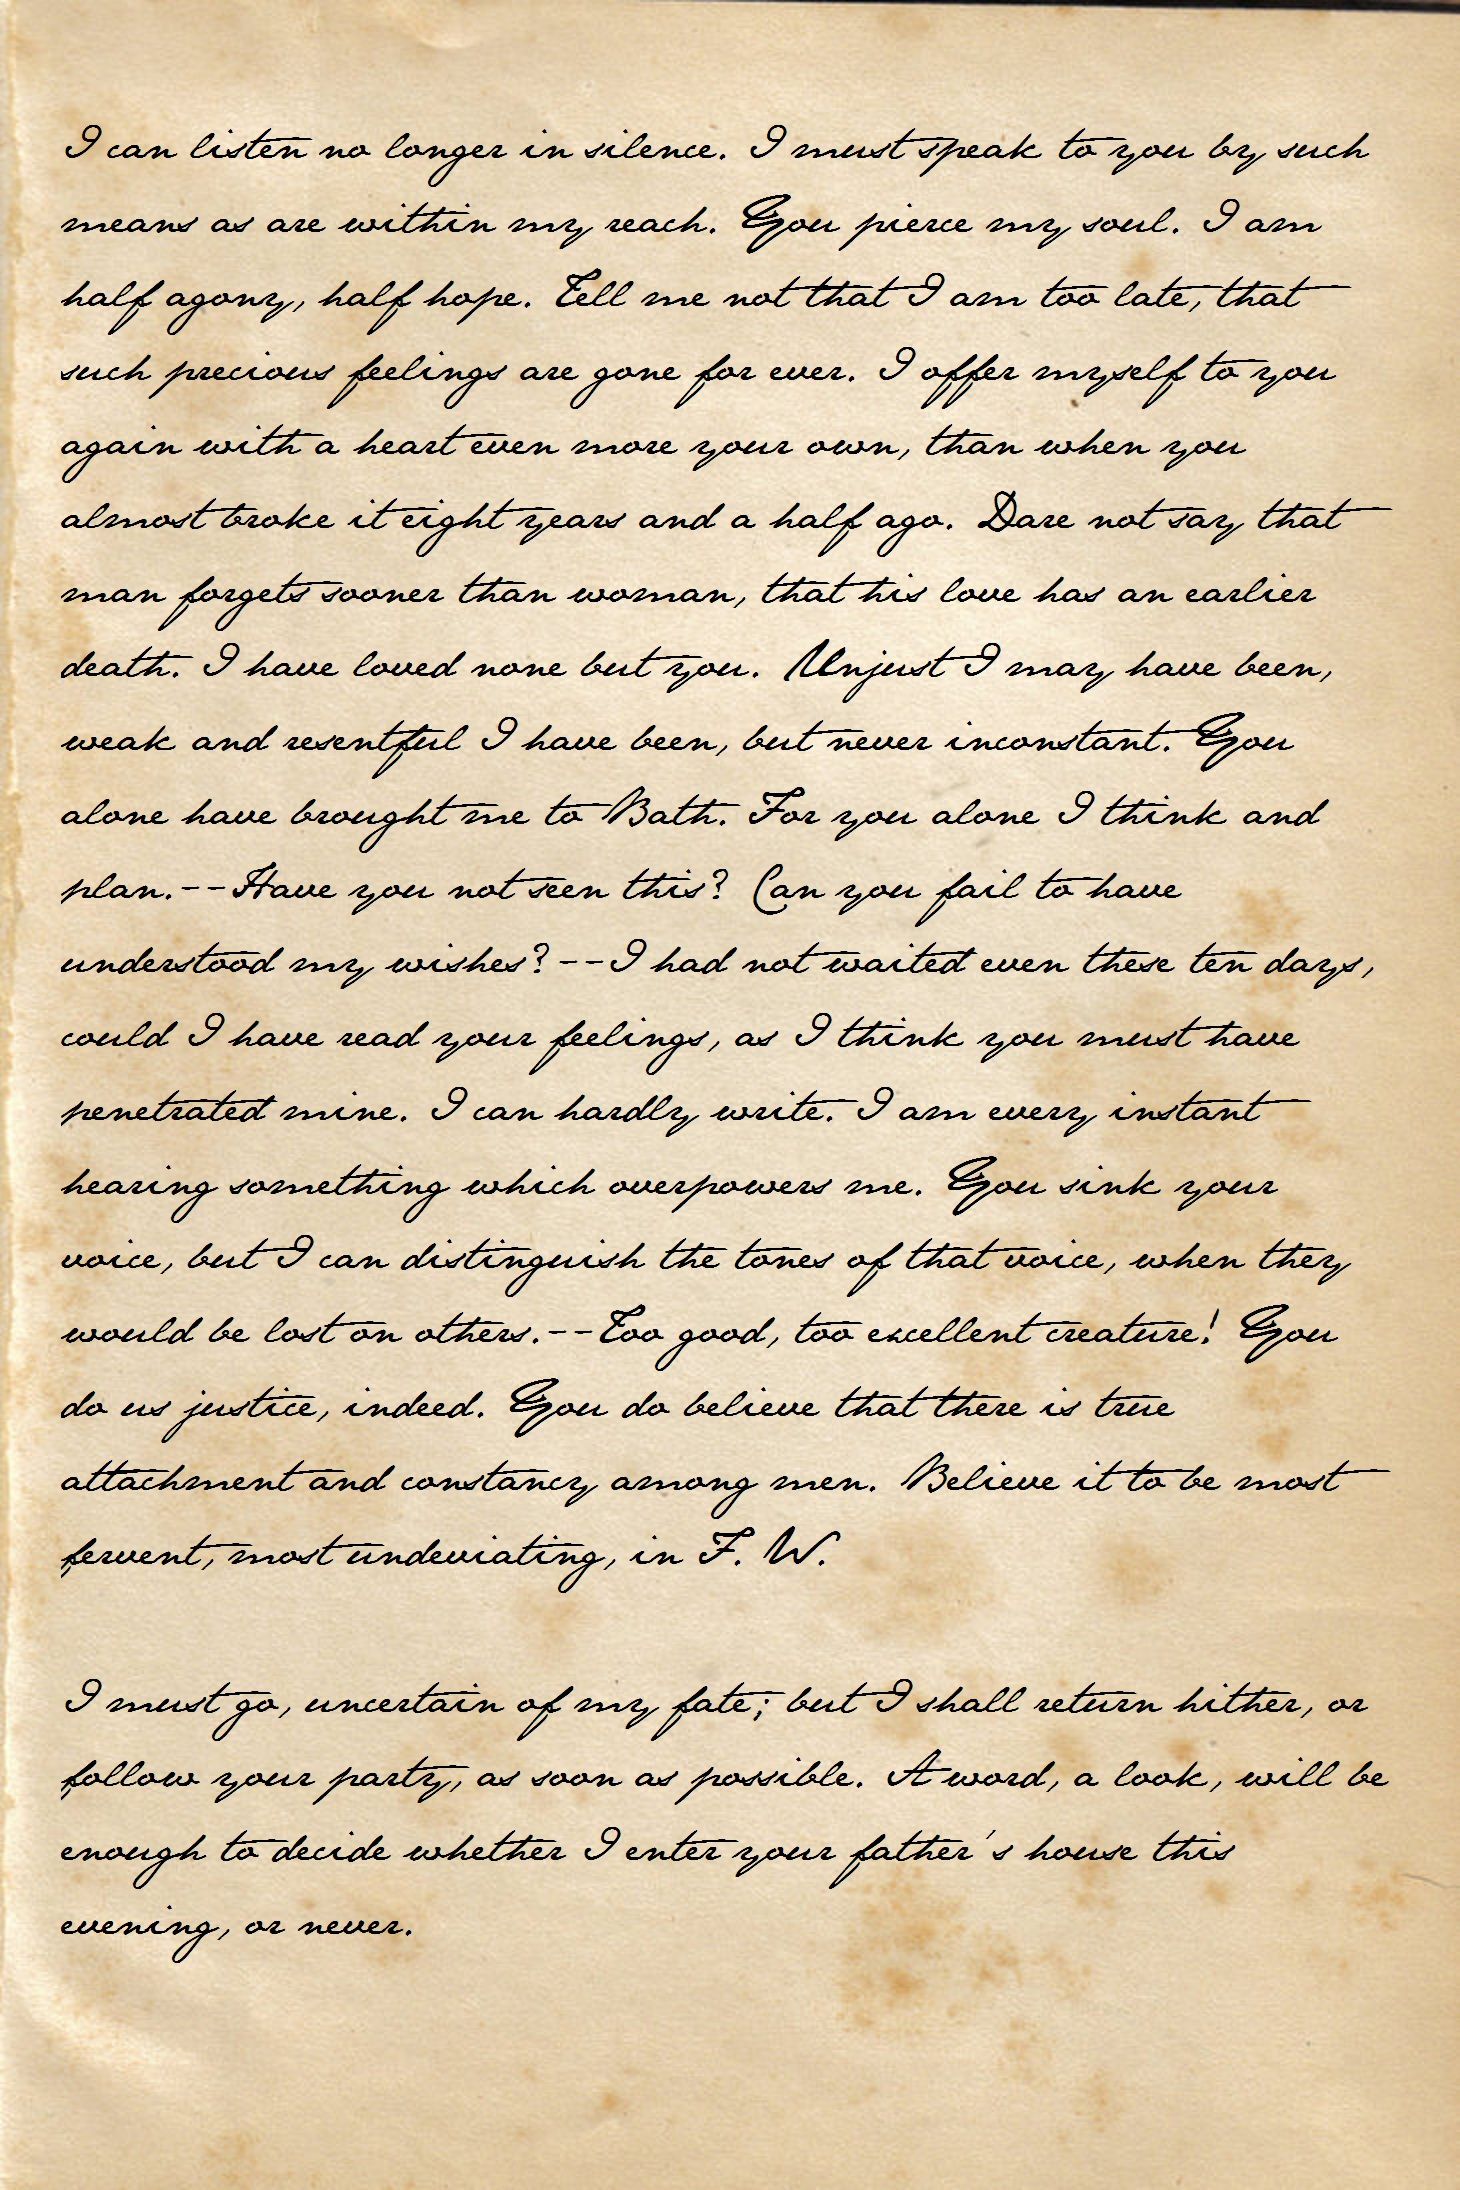 I can listen no longer in silence. I must speak to you by such
means as are within my reach. You pierce my soul. I am
half agony, half hope. Tell me not that I am too late, that
such precious feelings are gone for ever. I offer myself to you
again with a heart even more your own, than when you
almost broke it eight years and a half ago. Dare not say that
man forgets sooner than woman, that his love has an earlier
death. I have loved none but you. Unjust I may have been,
weak and resentful I have been, but never inconstant. You
alone have brought me to Bath. For you alone I think and
plan.--Have you not seen this? Can you fail to have
understood my wishes?--I had not waited even these ten days,
could I have read your feelings, as I think you must have
penetrated mine. I can hardly write. I am every instant
hearing something which overpowers me. You sink your
voice, but I can distinguish the tones of that voice, when they
would be lost on others.--Too good, too excellent creature! You
do us justice, indeed. You do believe that there is true
attachment and constancy among men. Believe it to be most
fervent, most undeviating, in F. W.
I must go, uncertain of my fate; but I shall return hither, or
follow your party, as soon as possible. A word, a look, will be
enough to decide whether I enter your father's house this
evening, or never.